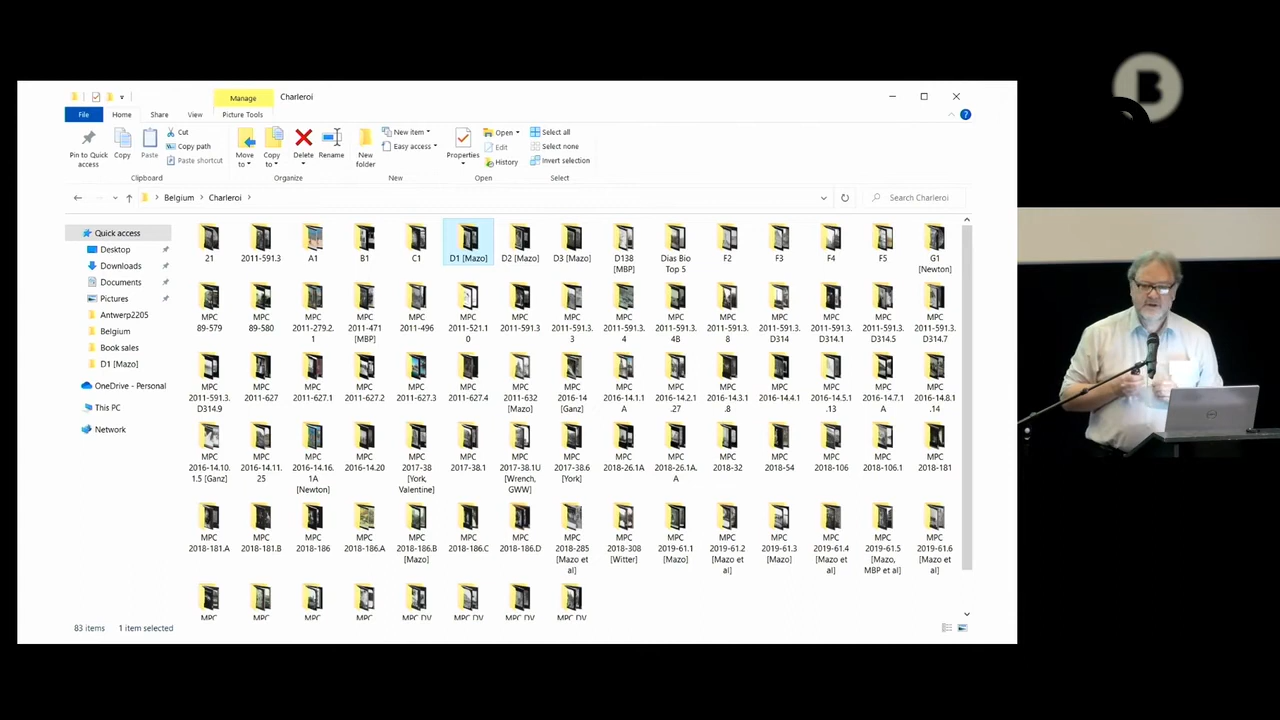 B
Manage
Charleroi
File
Home
Share
View
Picture Tools
Pin to Quick access
Copy
Paste
Cut
Copy path
Paste shortcut
Move to
Copy to
Delete
Rename
New folder
New item
Easy access
Properties
Open
Edit
History
Select all
Select none
Invert selection
Clipboard
Organize
New
Open
Select
Belgium > Charleroi >
Search Charleroi
Quick access
Desktop
Downloads
Documents
Pictures
Antwerp2205
Belgium
Book sales
D1 [Mazo]
OneDrive - Personal
This PC
Network
21
2011-591.3
A1
B1
C1
D1 [Mazo]
D2 [Mazo]
D3 [Mazo]
D138 [MBP]
Dias Bio Top 5
F2
F3
F4
F5
G1 [Newton]
MPC 89-579
MPC 89-580
MPC 2011-279.2.1
MPC 2011-471 [MBP]
MPC 2011-496
MPC 2011-521.10
MPC 2011-591.3
MPC 2011-591.3.3
MPC 2011-591.3.4
MPC 2011-591.3.4B
MPC 2011-591.3.8
MPC 2011-591.3.D314
MPC 2011-591.3.D314.1
MPC 2011-591.3.D314.5
MPC 2011-591.3.D314.7
MPC 2011-591.3.D314.9
MPC 2011-627
MPC 2011-627.1
MPC 2011-627.2
MPC 2011-627.3
MPC 2011-627.4
MPC 2011-632 [Mazo]
MPC 2016-14 [Ganz]
MPC 2016-14.1.1A
MPC 2016-14.2.1.27
MPC 2016-14.3.1.8
MPC 2016-14.4.1
MPC 2016-14.5.1.13
MPC 2016-14.7.1A
MPC 2016-14.8.1.14
MPC 2016-14.10.1.5 [Ganz]
MPC 2016-14.11.25
MPC 2016-14.16.1A [Newton]
MPC 2016-14.20
MPC 2017-38 [York, Valentine]
MPC 2017-38.1
MPC 2017-38.1U [Wrench, GWW]
MPC 2017-38.6 [York]
MPC 2018-26.1A
MPC 2018-26.1A.A
MPC 2018-32
MPC 2018-54
MPC 2018-106
MPC 2018-106.1
MPC 2018-181
MPC 2018-181.A
MPC 2018-181.B
MPC 2018-186
MPC 2018-186.A
MPC 2018-186.B [Mazo]
MPC 2018-186.C
MPC 2018-186.D
MPC 2018-285 [Mazo et al]
MPC 2018-308 [Witter]
MPC 2019-61.1 [Mazo]
MPC 2019-61.2 [Mazo et al]
MPC 2019-61.3 [Mazo]
MPC 2019-61.4 [Mazo et al]
MPC 2019-61.5 [Mazo, MBP et al]
MPC 2019-61.6 [Mazo et al]
MPC
MPC
MPC
MPC
MPC DV
MPC DV
MPC DV
MPC DV
83 items
1 item selected
DELL